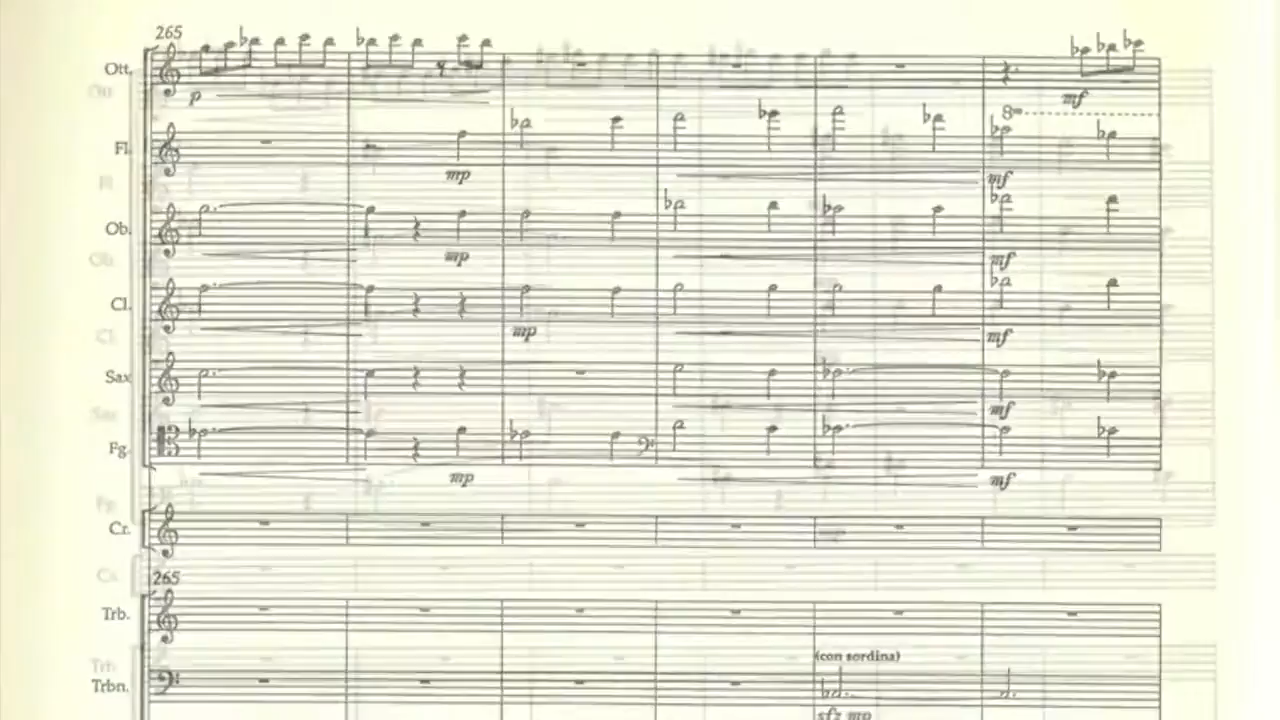 265
Ott.
p
mf
8va
Fl.
mp
mf
Ob.
mp
mf
Cl.
mp
mf
Sax
mf
Fg.
mp
mf
Cr.
265
Trb.
(con sordina)
Trbn.
sfz mp